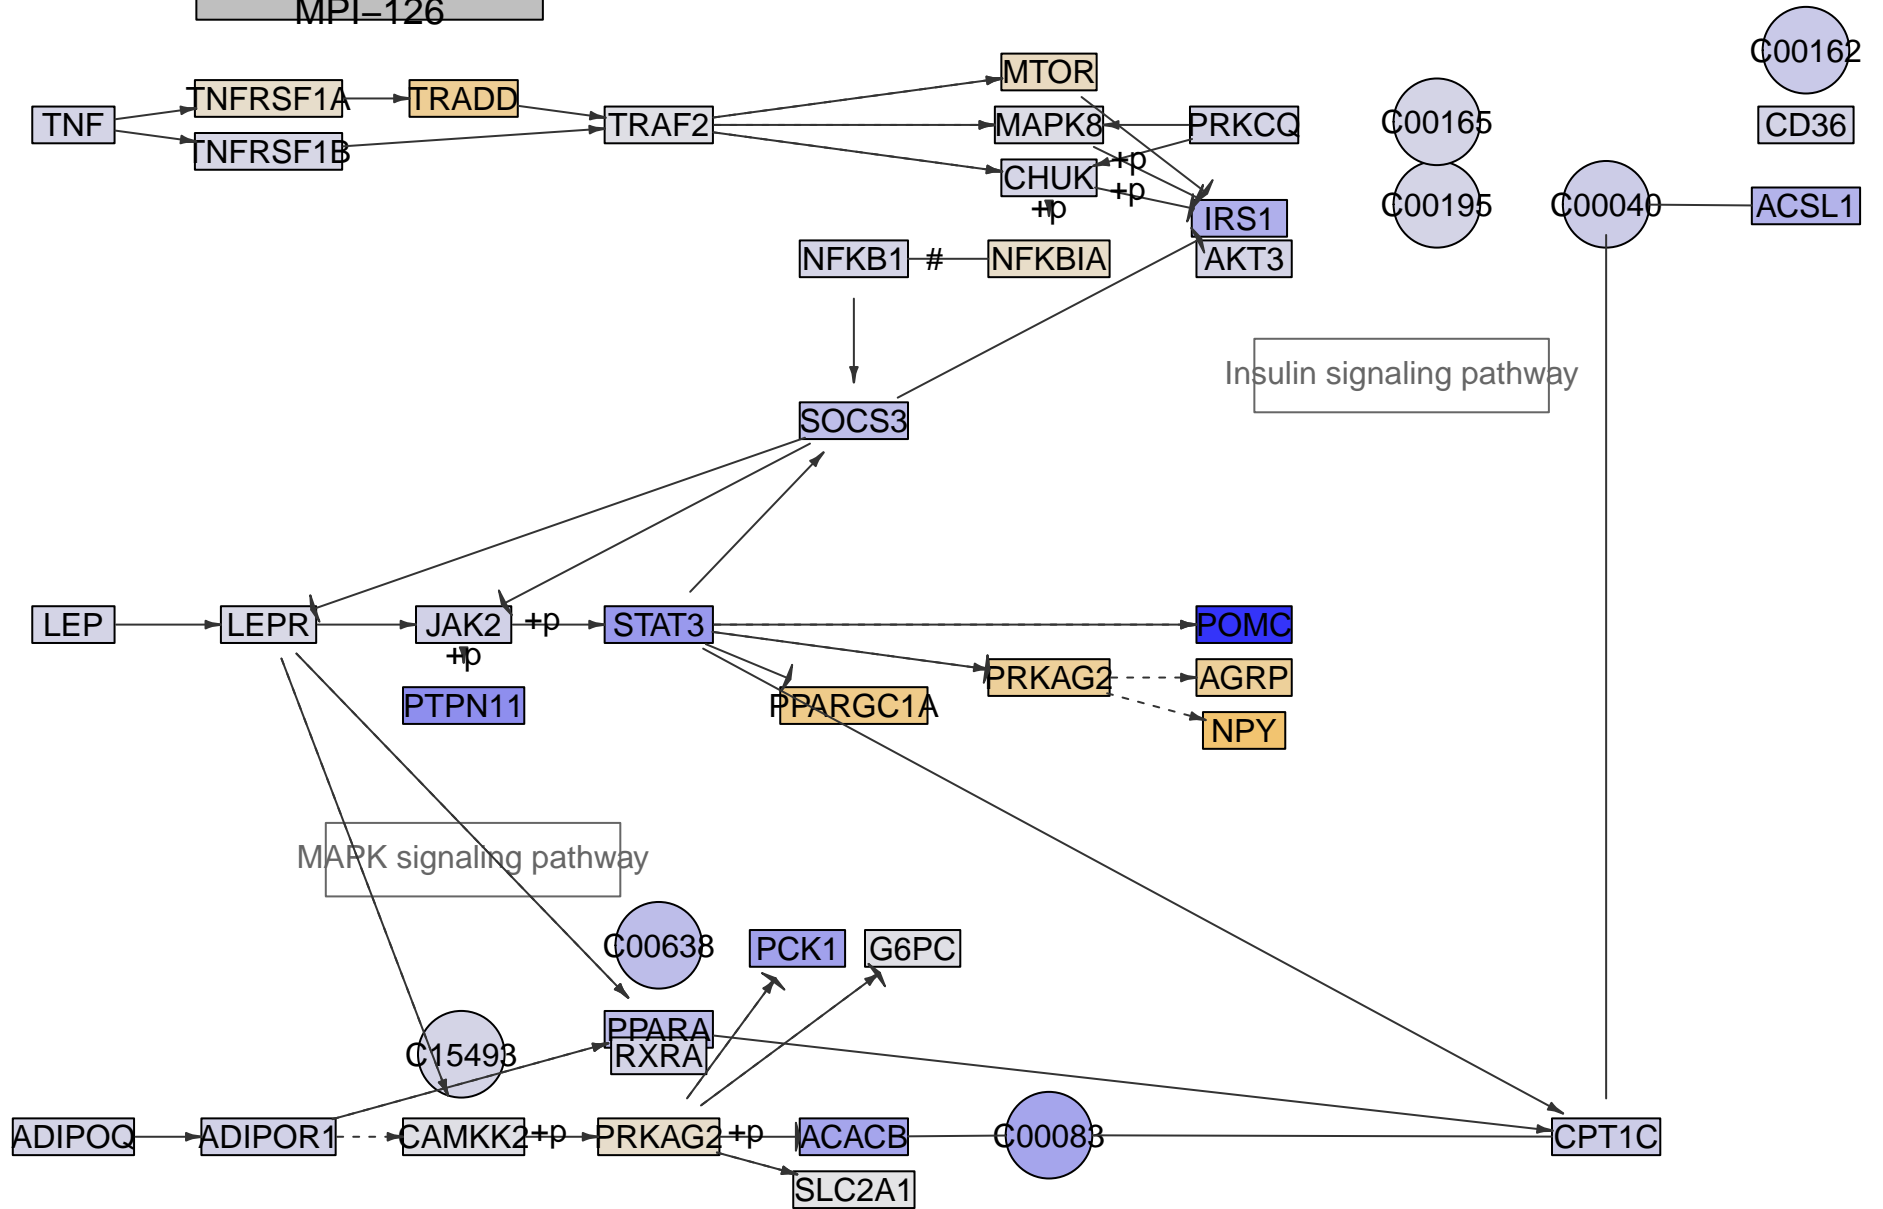 MPI–126
C00162
TNF
TNFRSF1A
TRADD
TNFRSF1B
TRAF2
MTOR
MAPK8
PRKCQ
CHUK
+p
+p
+p
IRS1
C00165
C00195
C00040
CD36
ACSL1
NFKB1
#
NFKBIA
AKT3
Insulin signaling pathway
SOCS3
LEP
LEPR
JAK2
+p
STAT3
POMC
+p
PTPN11
PPARGC1A
PRKAG2
AGRP
NPY
MAPK signaling pathway
C00638
PCK1
G6PC
C15493
PPARA
RXRA
ADIPOQ
ADIPOR1
CAMKK2
+p
PRKAG2
+p
ACACB
C00083
CPT1C
SLC2A1